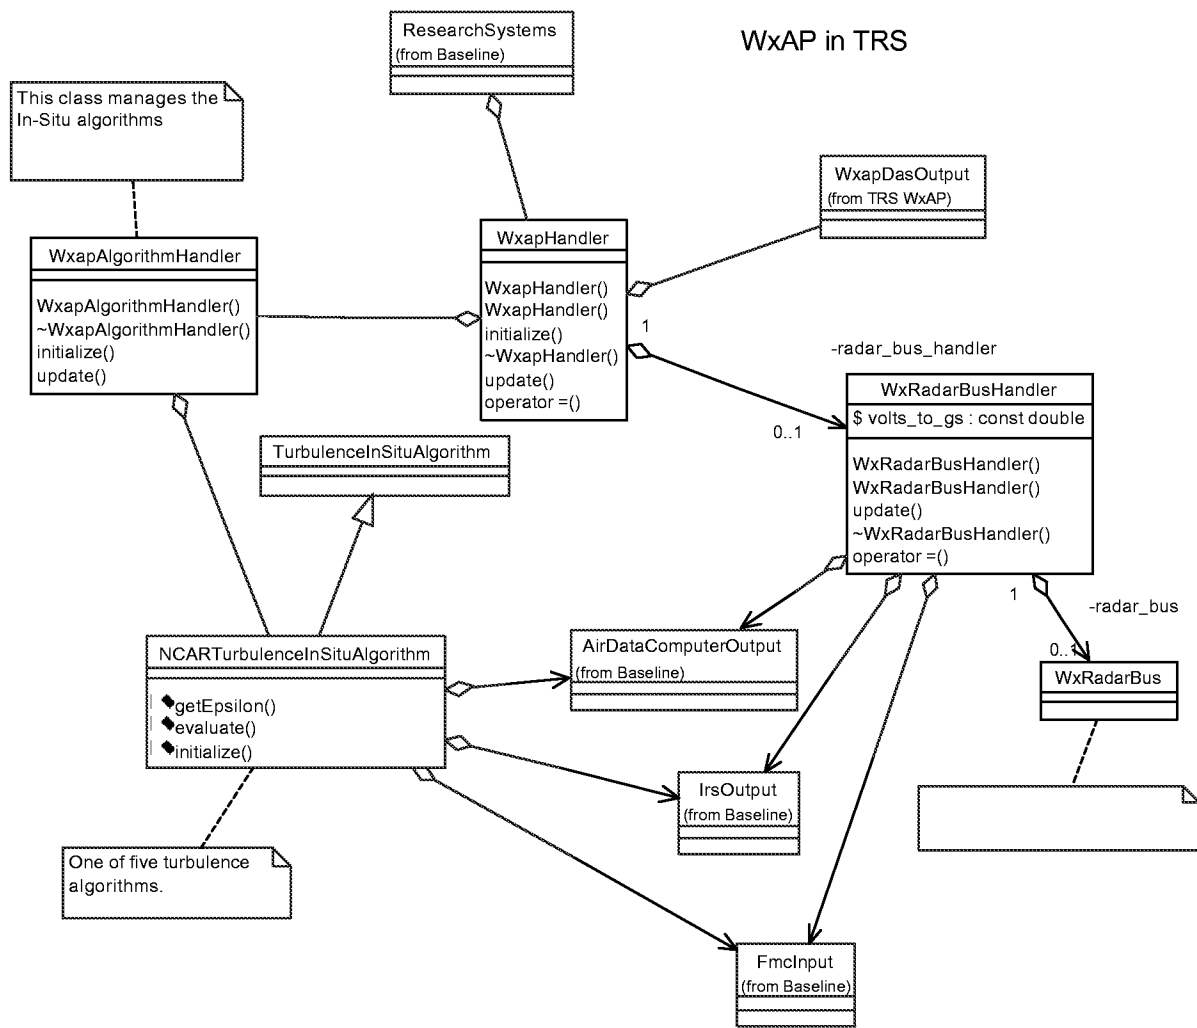 ResearchSystems
(from Baseline)
WxAP in TRS
This class manages the
In-Situ algorithms
WxapDasOutput
(from TRS WxAP)
WxapHandler
WxapHandler()
WxapHandler()
initialize()
~WxapHandler()
update()
operator =()
WxapAlgorithmHandler
WxapAlgorithmHandler()
~WxapAlgorithmHandler()
initialize()
update()
1
-radar_bus_handler
0..1
WxRadarBusHandler
$ volts_to_gs : const double
WxRadarBusHandler()
WxRadarBusHandler()
update()
~WxRadarBusHandler()
operator =()
TurbulenceInSituAlgorithm
1
-radar_bus
0..1
WxRadarBus
NCARTurbulenceInSituAlgorithm
getEpsilon()
evaluate()
initialize()
AirDataComputerOutput
(from Baseline)
IrsOutput
(from Baseline)
One of five turbulence
algorithms.
FmcInput
(from Baseline)